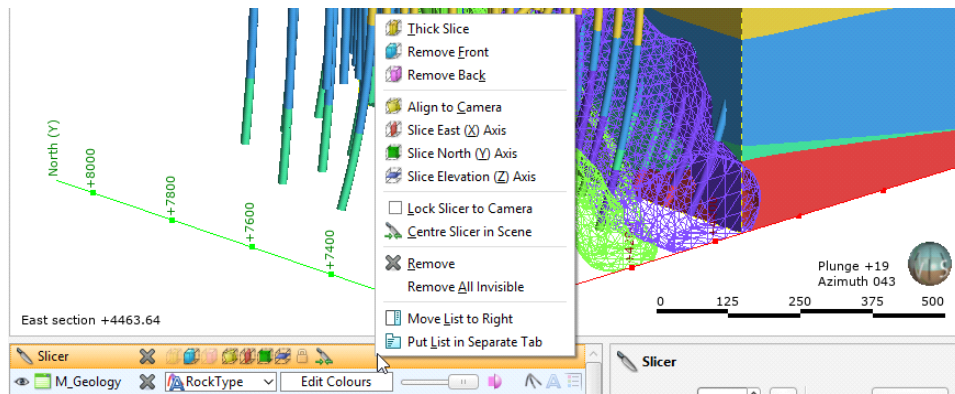 Thick Slice
Remove Front
Remove Back
Align to Camera
Slice East (X) Axis
Slice North (Y) Axis
Slice Elevation (Z) Axis
Lock Slicer to Camera
Centre Slicer in Scene
Remove
Remove All Invisible
Move List to Right
Put List in Separate Tab
North (Y)
+8000
+7800
+7600
+7400
Plunge +19
Azimuth 043
0 125 250 375 500
East section +4463.64
Slicer
Slicer
M_Geology RockType Edit Colours